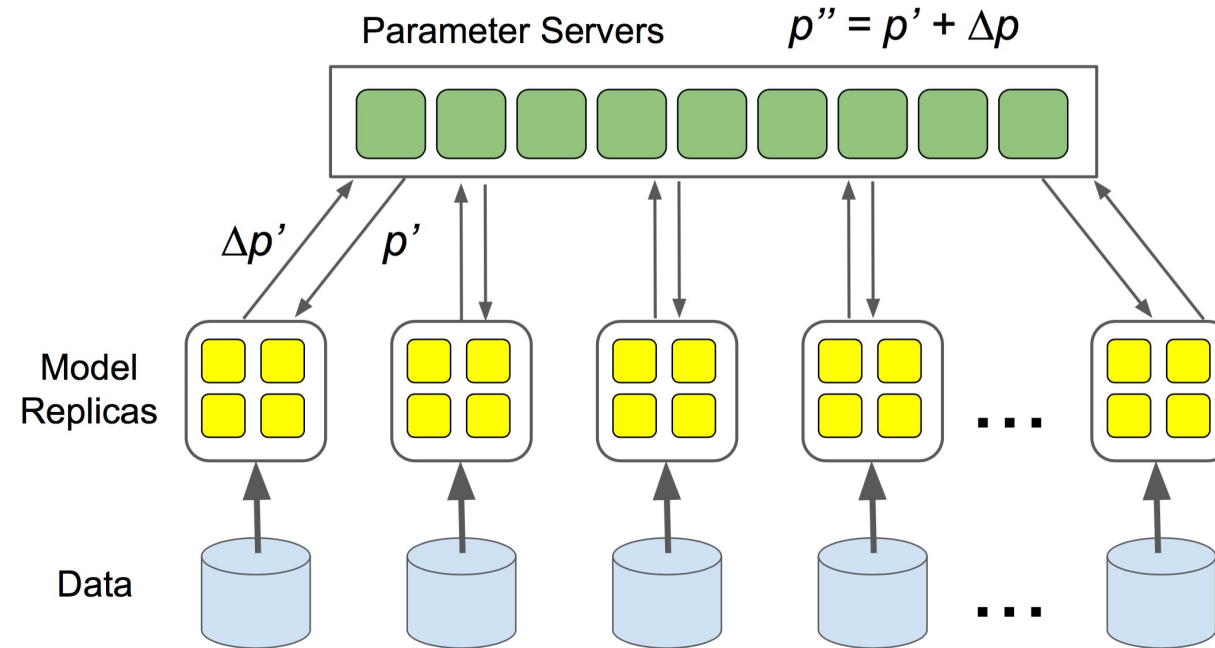 Parameter Servers
p’’ = p’ + Δp
Δp’
p’
Model
Replicas
...
Data
...